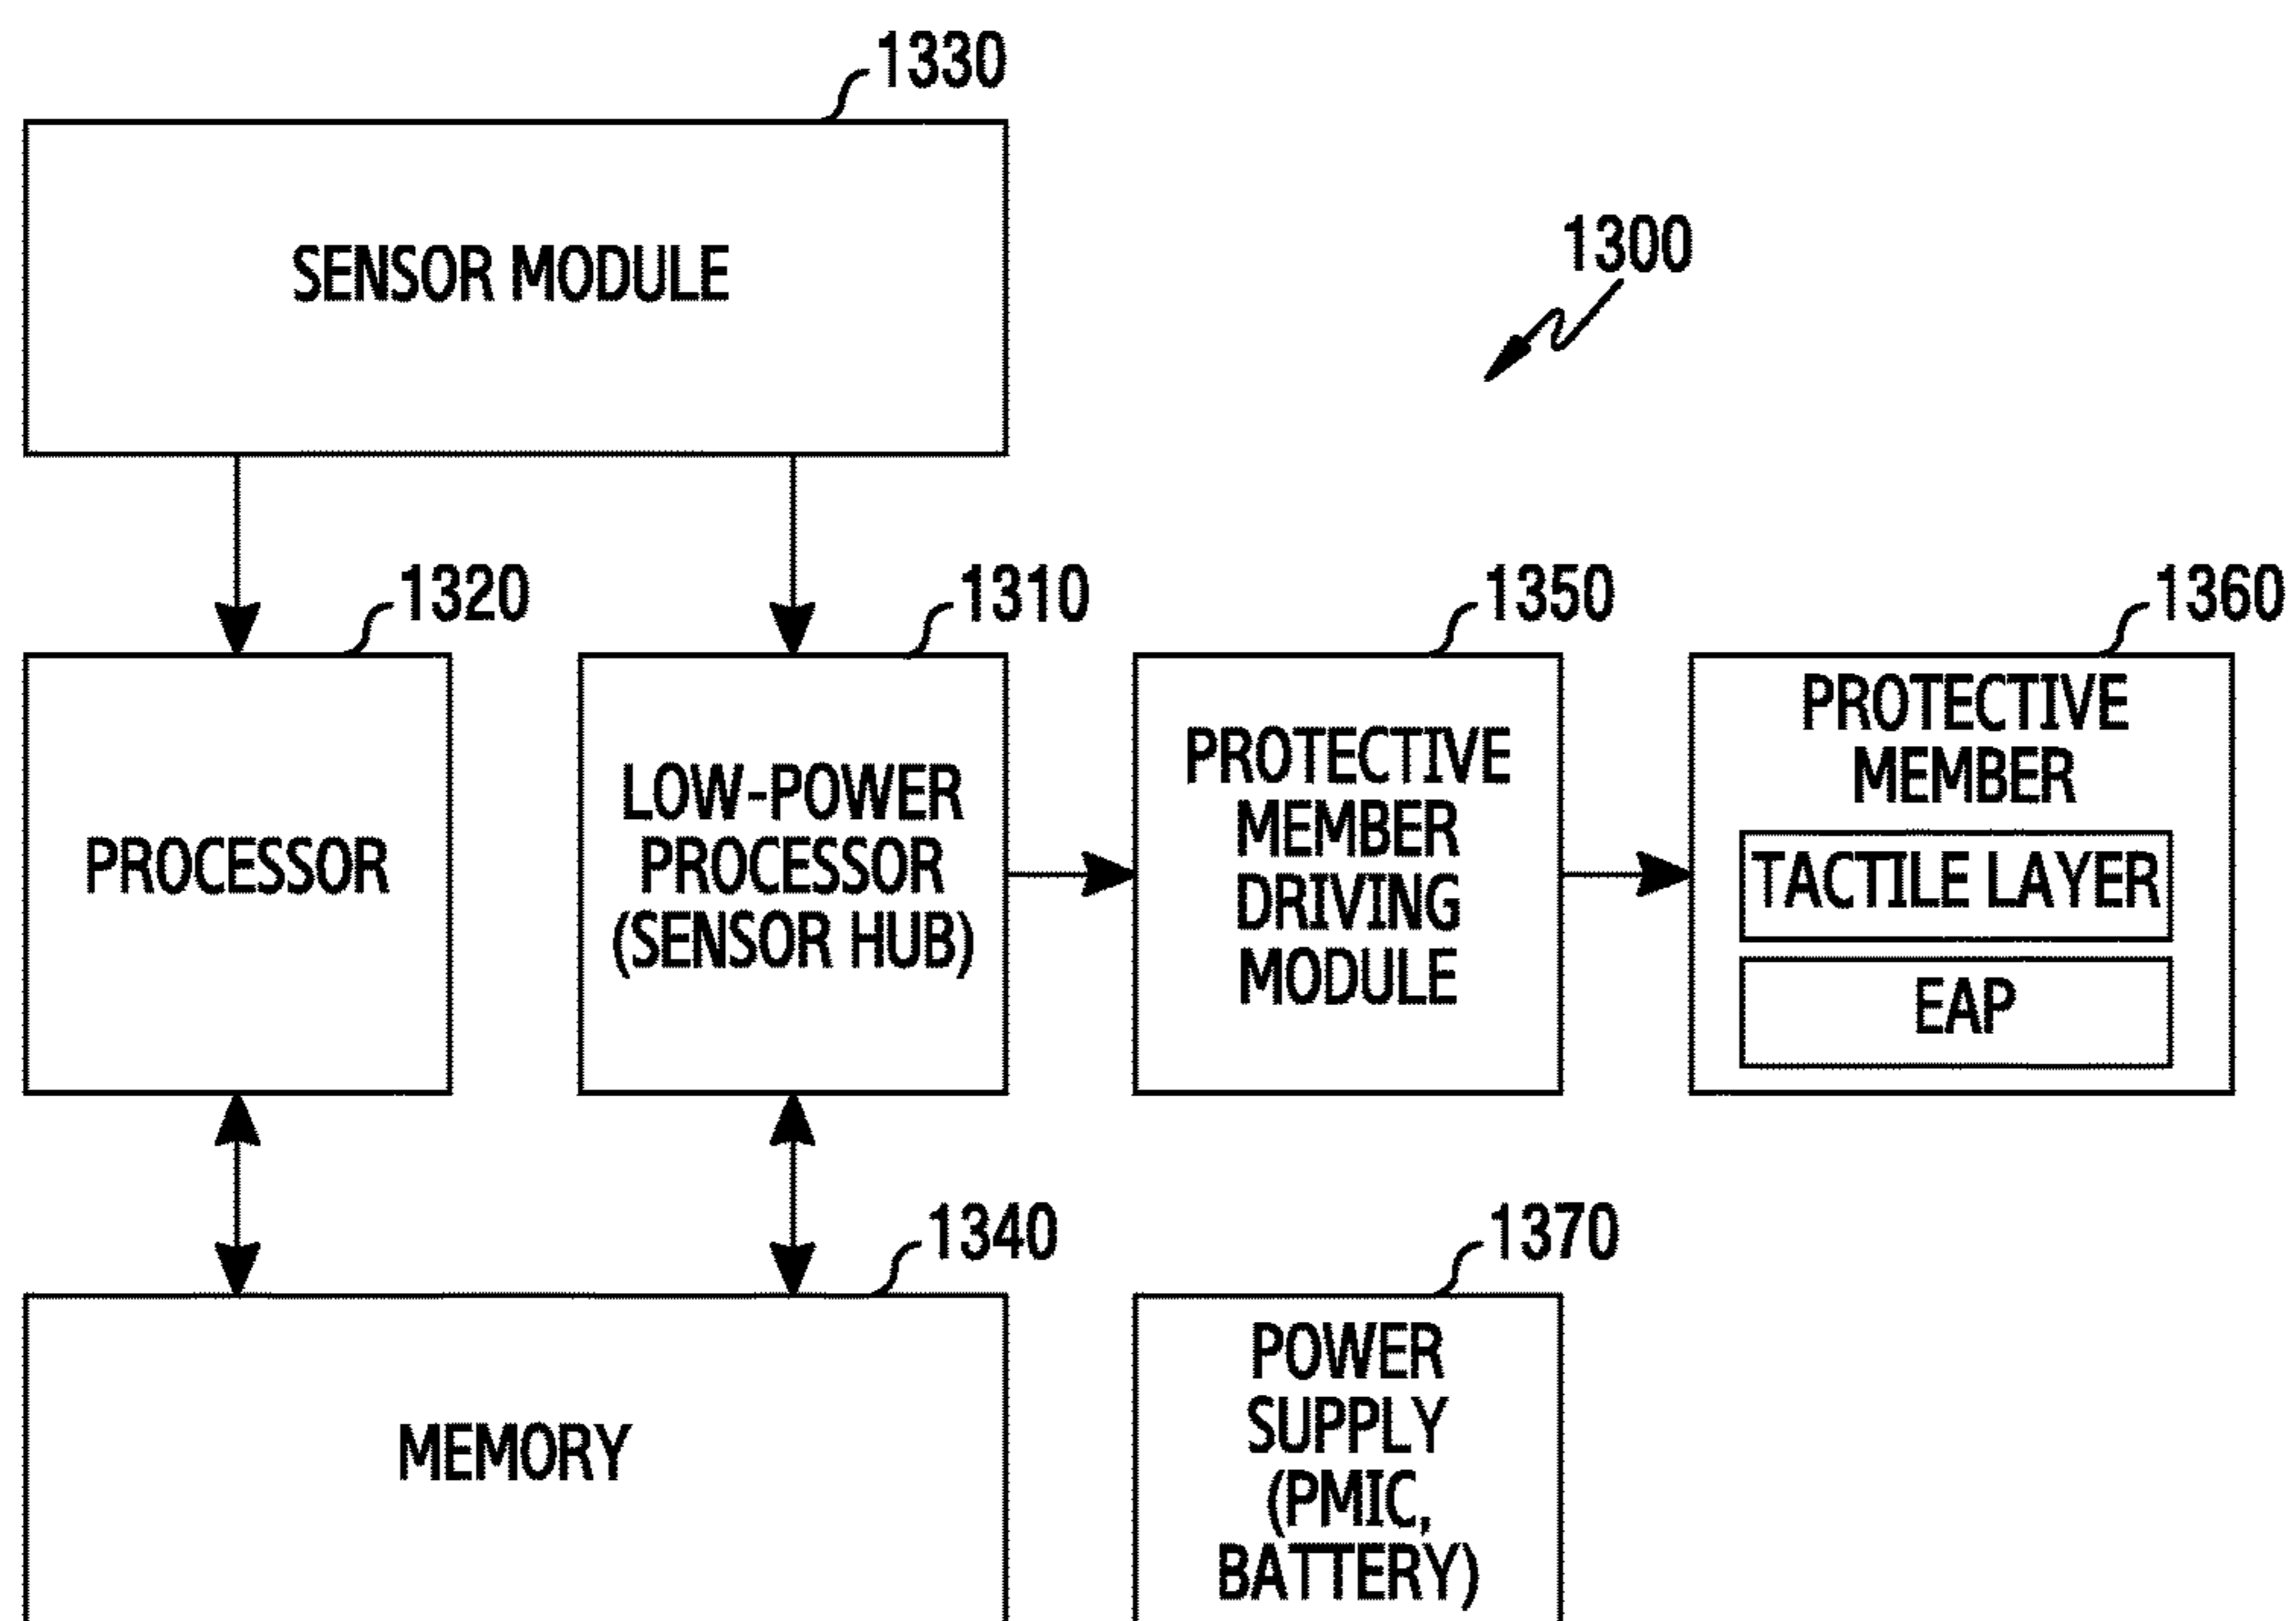 1330
SENSOR MODULE
1300
1320
1310
1350
1360
PROCESSOR
LOW-POWER
PROCESSOR
(SENSOR HUB)
PROTECTIVE
MEMBER
DRIVING
MODULE
PROTECTIVE
MEMBER
TACTILE LAYER
EAP
1340
1370
MEMORY
POWER
SUPPLY
(PMIC,
BATTERY)